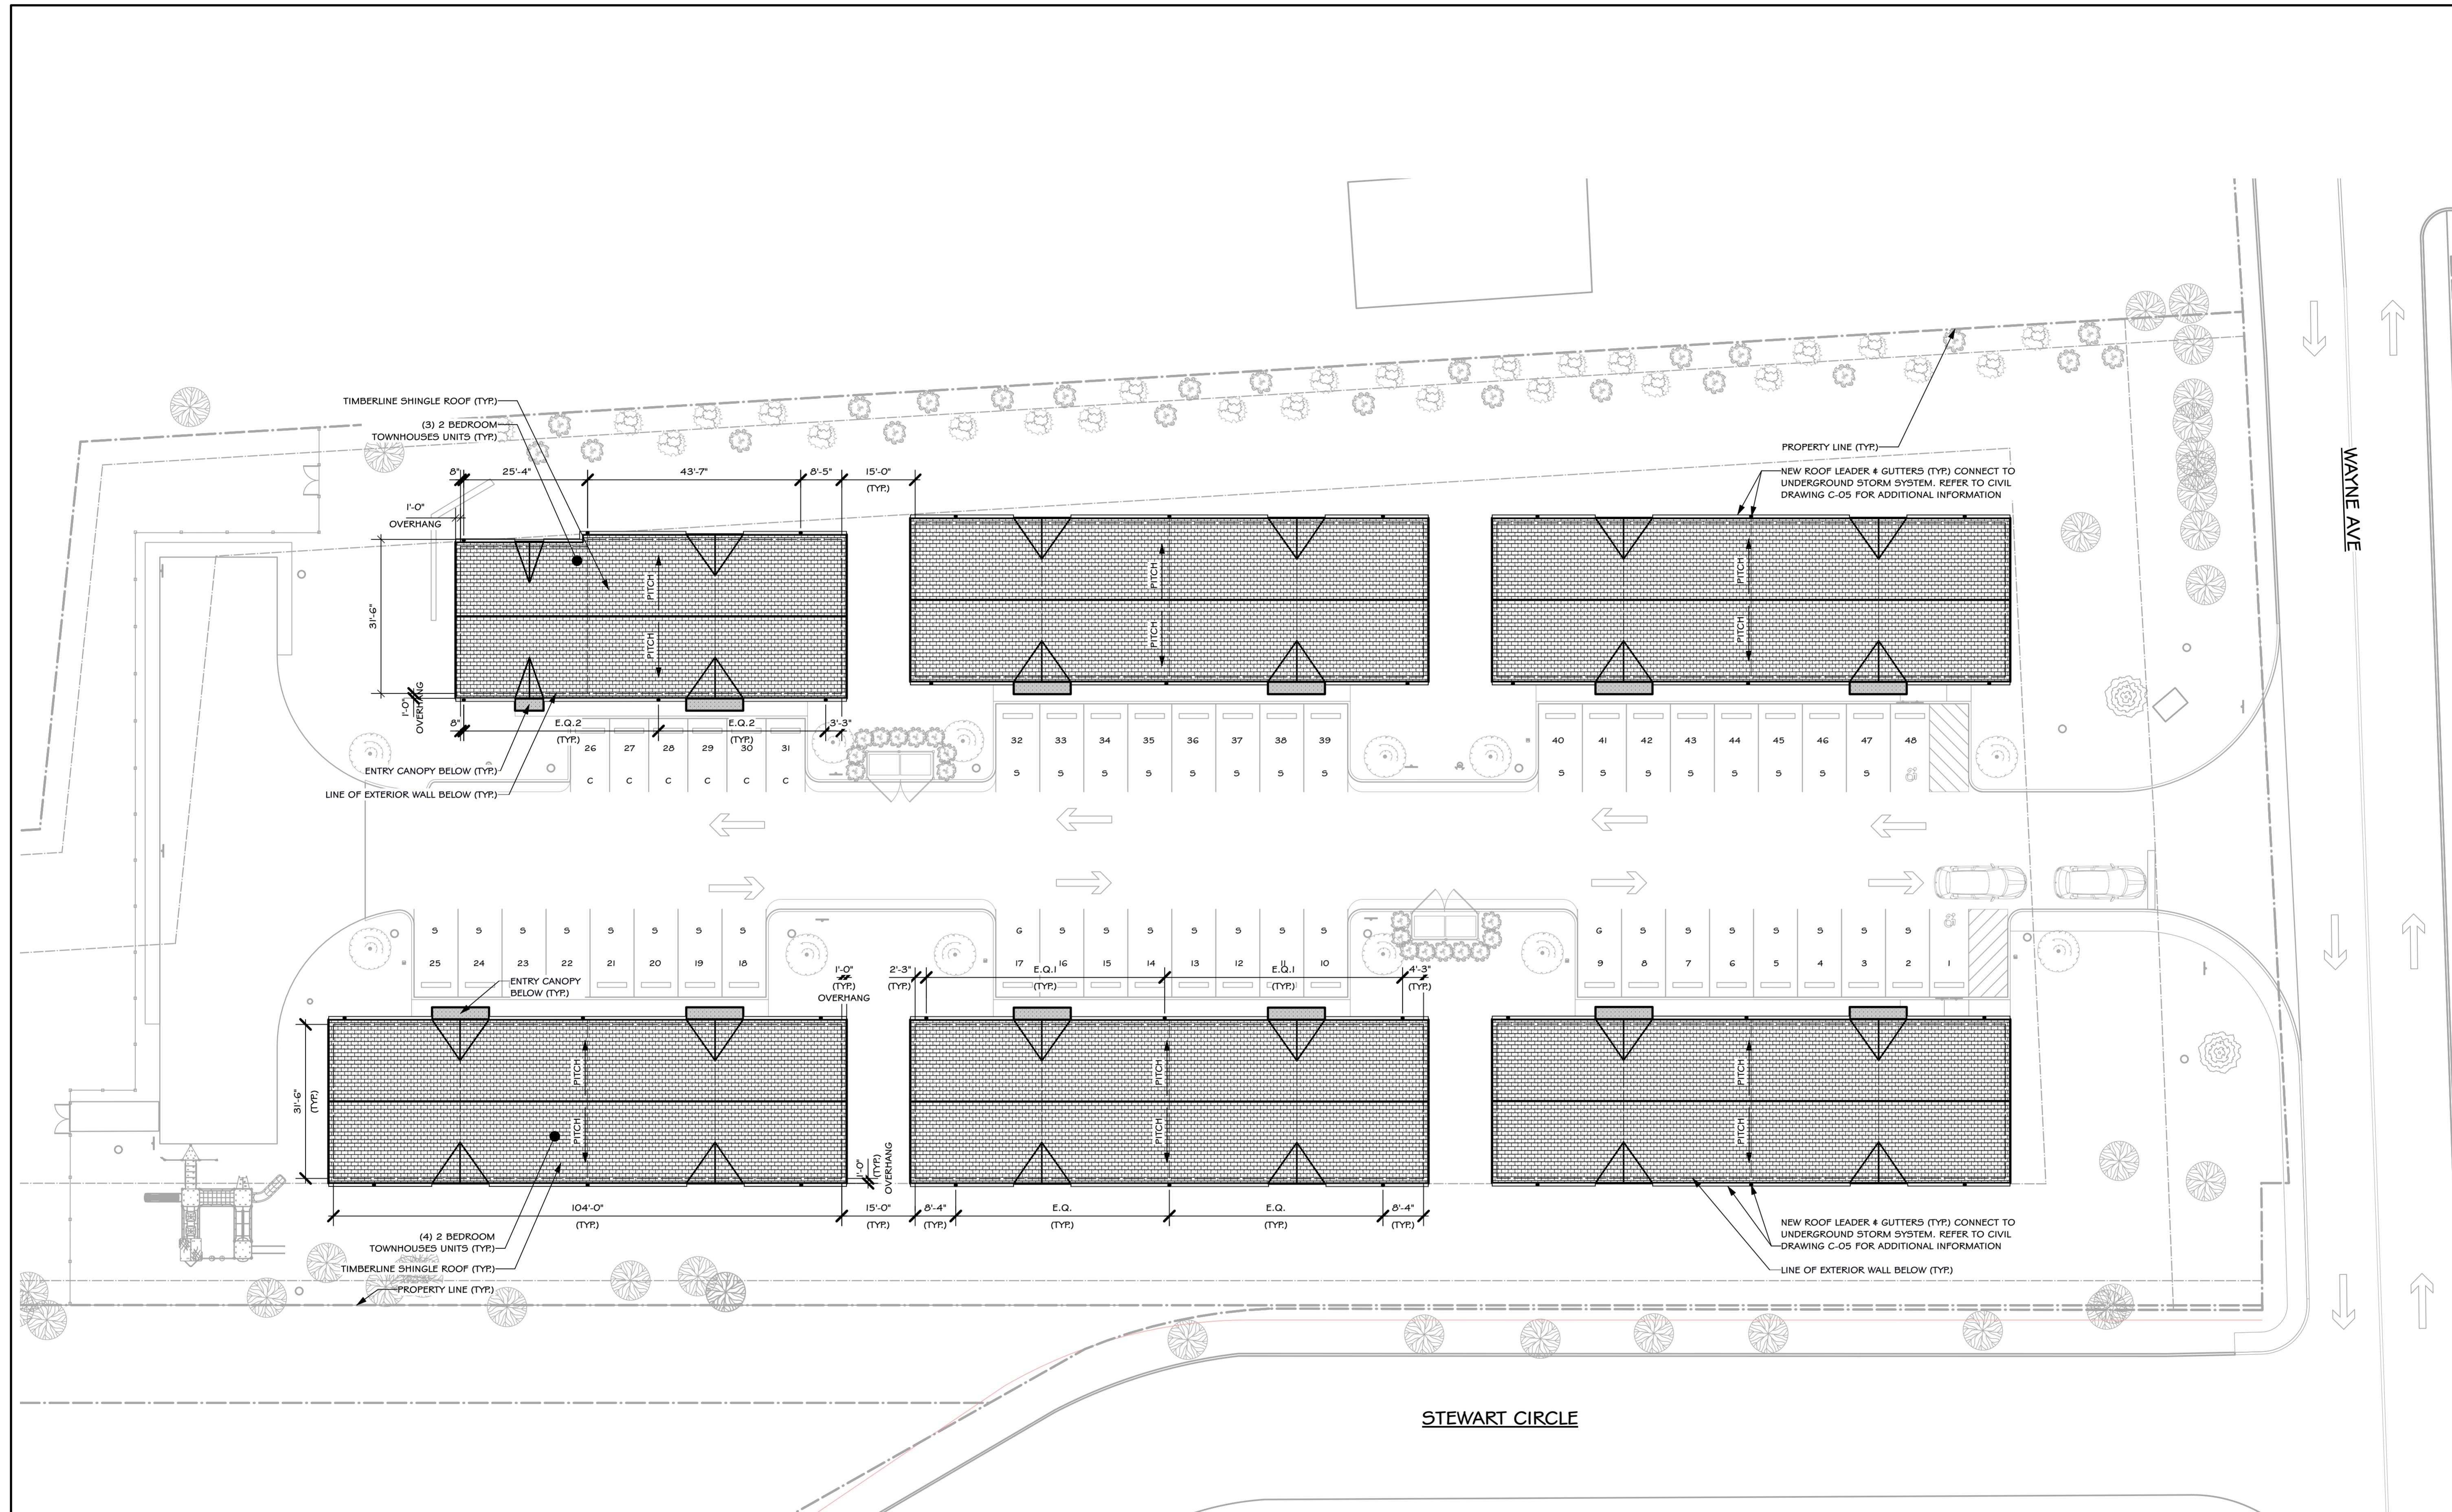 TIMBERLINE SHINGLE ROOF (TYP.)
(3) 2 BEDROOM
TOWNHOUSES UNITS (TYP.)
PROPERTY LINE (TYP.)
NEW ROOF LEADER & GUTTERS (TYP.) CONNECT TO
UNDERGROUND STORM SYSTEM. REFER TO CIVIL
DRAWING C-05 FOR ADDITIONAL INFORMATION
WAYNE AVE
8" 25'-4" 43'-7" 8'-5" 15'-0"
(TYP.)
1'-0"
OVERHANG
31'-6"
PITCH PITCH PITCH
PITCH PITCH PITCH
1'-0"
OVERHANG
8" E.Q.2 E.Q.2 3'-3"
(TYP.) (TYP.)
26 27 28 29 30 31
C C C C C C
32 33 34 35 36 37 38 39
S S S S S S S S
40 41 42 43 44 45 46 47 48
S S S S S S S S
ENTRY CANOPY BELOW (TYP.)
LINE OF EXTERIOR WALL BELOW (TYP.)
S S S S S S S S
25 24 23 22 21 20 19 18
G S S S S S S S
17 16 15 14 13 12 11 10
G S S S S S S S
9 8 7 6 5 4 3 2 1
ENTRY CANOPY
BELOW (TYP.)
1'-0"
(TYP.)
OVERHANG
2'-3" E.Q.1 E.Q.1 4'-3"
(TYP.) (TYP.) (TYP.) (TYP.)
31'-6"
(TYP.)
PITCH PITCH PITCH
PITCH PITCH PITCH
1'-0"
(TYP.)
OVERHANG
104'-0" 15'-0" 8'-4" E.Q. E.Q. 8'-4"
(TYP.) (TYP.) (TYP.) (TYP.) (TYP.) (TYP.)
(4) 2 BEDROOM
TOWNHOUSES UNITS (TYP.)
TIMBERLINE SHINGLE ROOF (TYP.)
PROPERTY LINE (TYP.)
NEW ROOF LEADER & GUTTERS (TYP.) CONNECT TO
UNDERGROUND STORM SYSTEM. REFER TO CIVIL
DRAWING C-05 FOR ADDITIONAL INFORMATION
LINE OF EXTERIOR WALL BELOW (TYP.)
STEWART CIRCLE